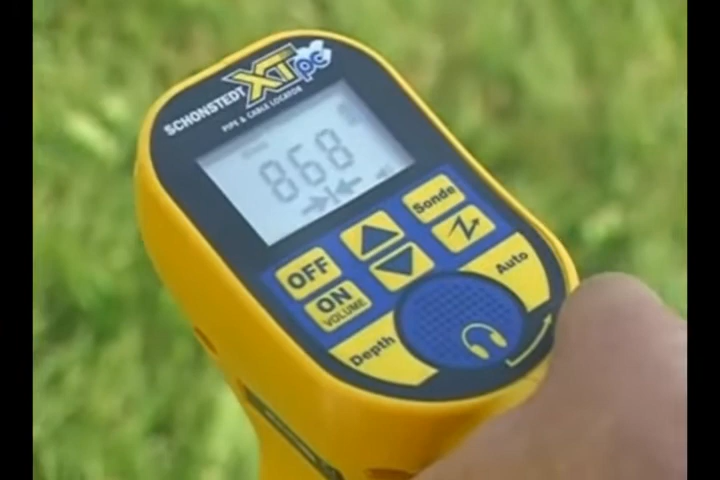 SCHONSTEDT XTpc
PIPE & CABLE LOCATOR
868
Sonde
OFF
ON
VOLUME
Auto
Depth